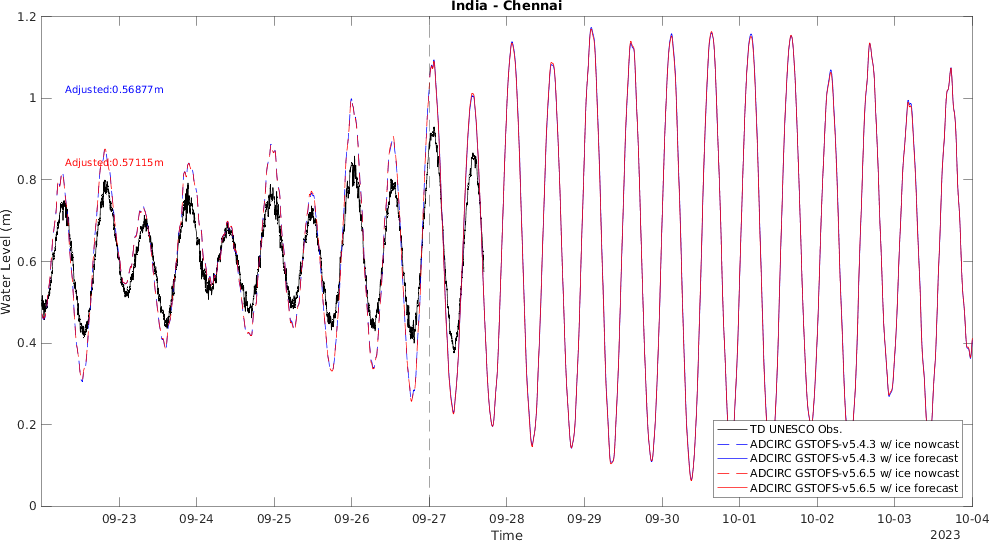 India - Chennai
1.2
1
0.8
0.6
0.4
0.2
0
Water Level (m)
Adjusted:0.56877m
Adjusted:0.57115m
TD UNESCO Obs.
ADCIRC GSTOFS-v5.4.3 w/ ice nowcast
ADCIRC GSTOFS-v5.4.3 w/ ice forecast
ADCIRC GSTOFS-v5.6.5 w/ ice nowcast
ADCIRC GSTOFS-v5.6.5 w/ ice forecast
09-23 09-24 09-25 09-26 09-27 09-28 09-29 09-30 10-01 10-02 10-03 10-04
Time
2023